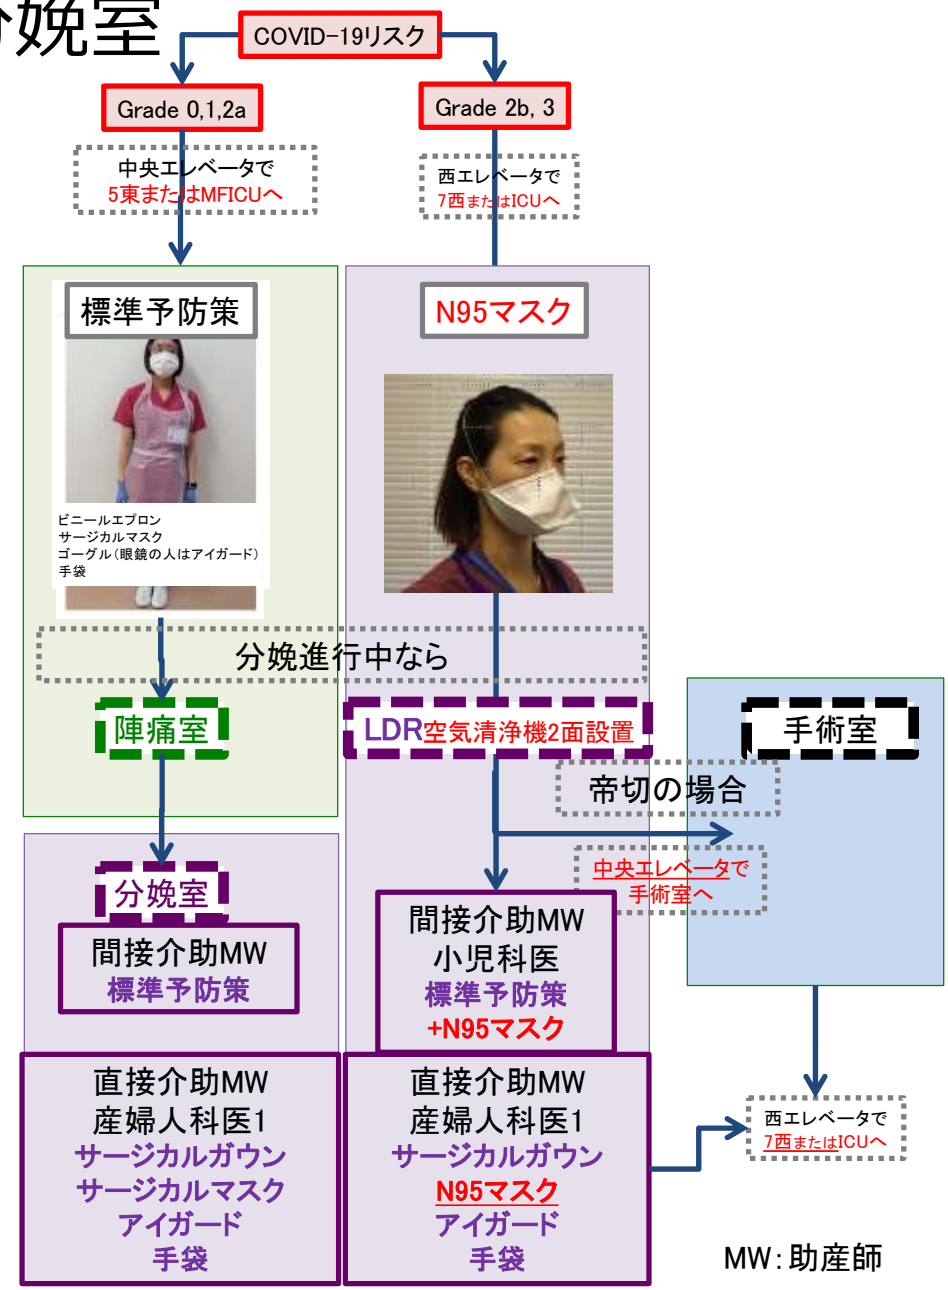 分娩室
COVID-19リスク
Grade 0,1,2a
Grade 2b, 3
中央エレベータで
5東またはMFICUへ
西エレベータで
7西またはICUへ
標準予防策
N95マスク
ビニールエプロン
サージカルマスク
ゴーグル(眼鏡の人はアイガード)
手袋
分娩進行中なら
陣痛室
LDR空気清浄機2面設置
手術室
帝切の場合
中央エレベータで
手術室へ
分娩室
間接介助MW
標準予防策
間接介助MW
小児科医
標準予防策
+N95マスク
直接介助MW
産婦人科医1
サージカルガウン
サージカルマスク
アイガード
手袋
直接介助MW
産婦人科医1
サージカルガウン
N95マスク
アイガード
手袋
西エレベータで
7西またはICUへ
MW:助産師